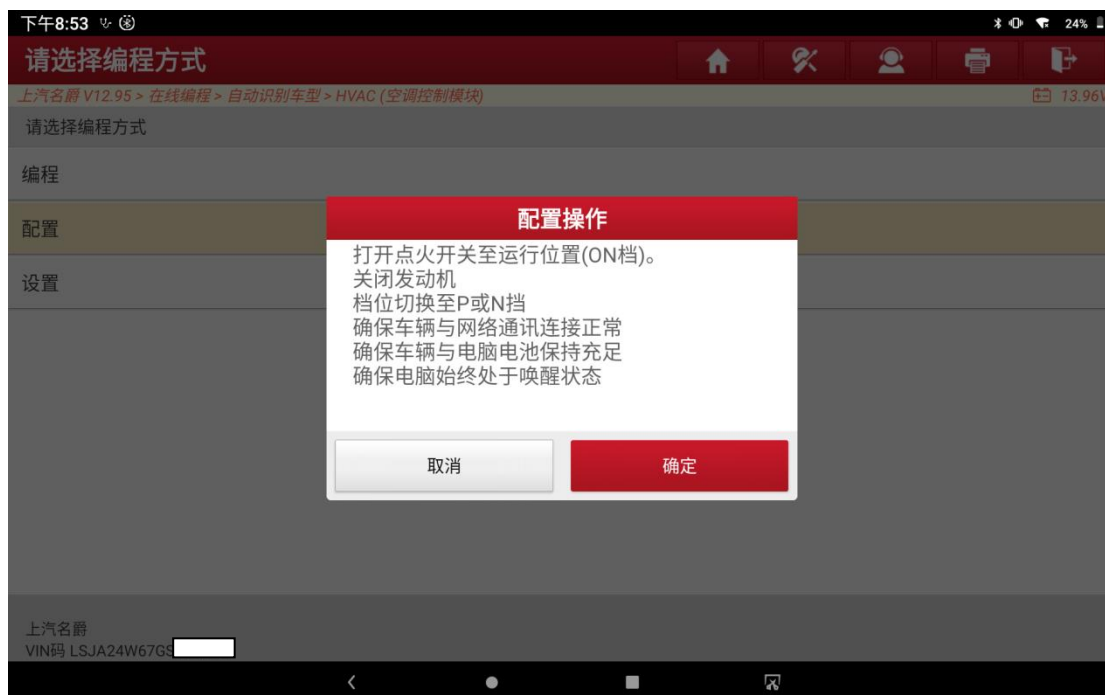 下午8:53
24%
请选择编程方式
上汽名爵 V12.95 > 在线编程 > 自动识别车型 > HVAC (空调控制模块)
13.96V
请选择编程方式
编程
配置
设置
配置操作
打开点火开关至运行位置(ON档)。
关闭发动机
档位切换至P或N挡
确保车辆与网络通讯连接正常
确保车辆与电脑电池保持充足
确保电脑始终处于唤醒状态
取消
确定
上汽名爵
VIN码 LSJA24W67GS